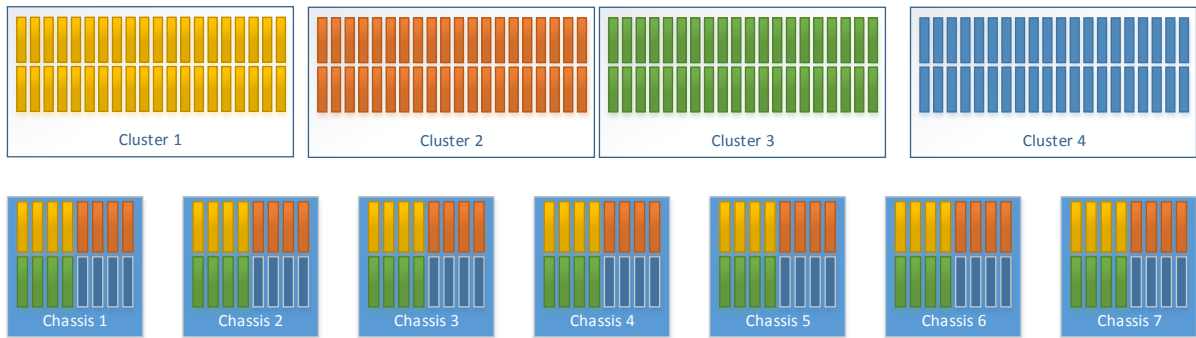 Cluster 1
Cluster 2
Cluster 3
Cluster 4
Chassis 1
Chassis 2
Chassis 3
Chassis 4
Chassis 5
Chassis 6
Chassis 7